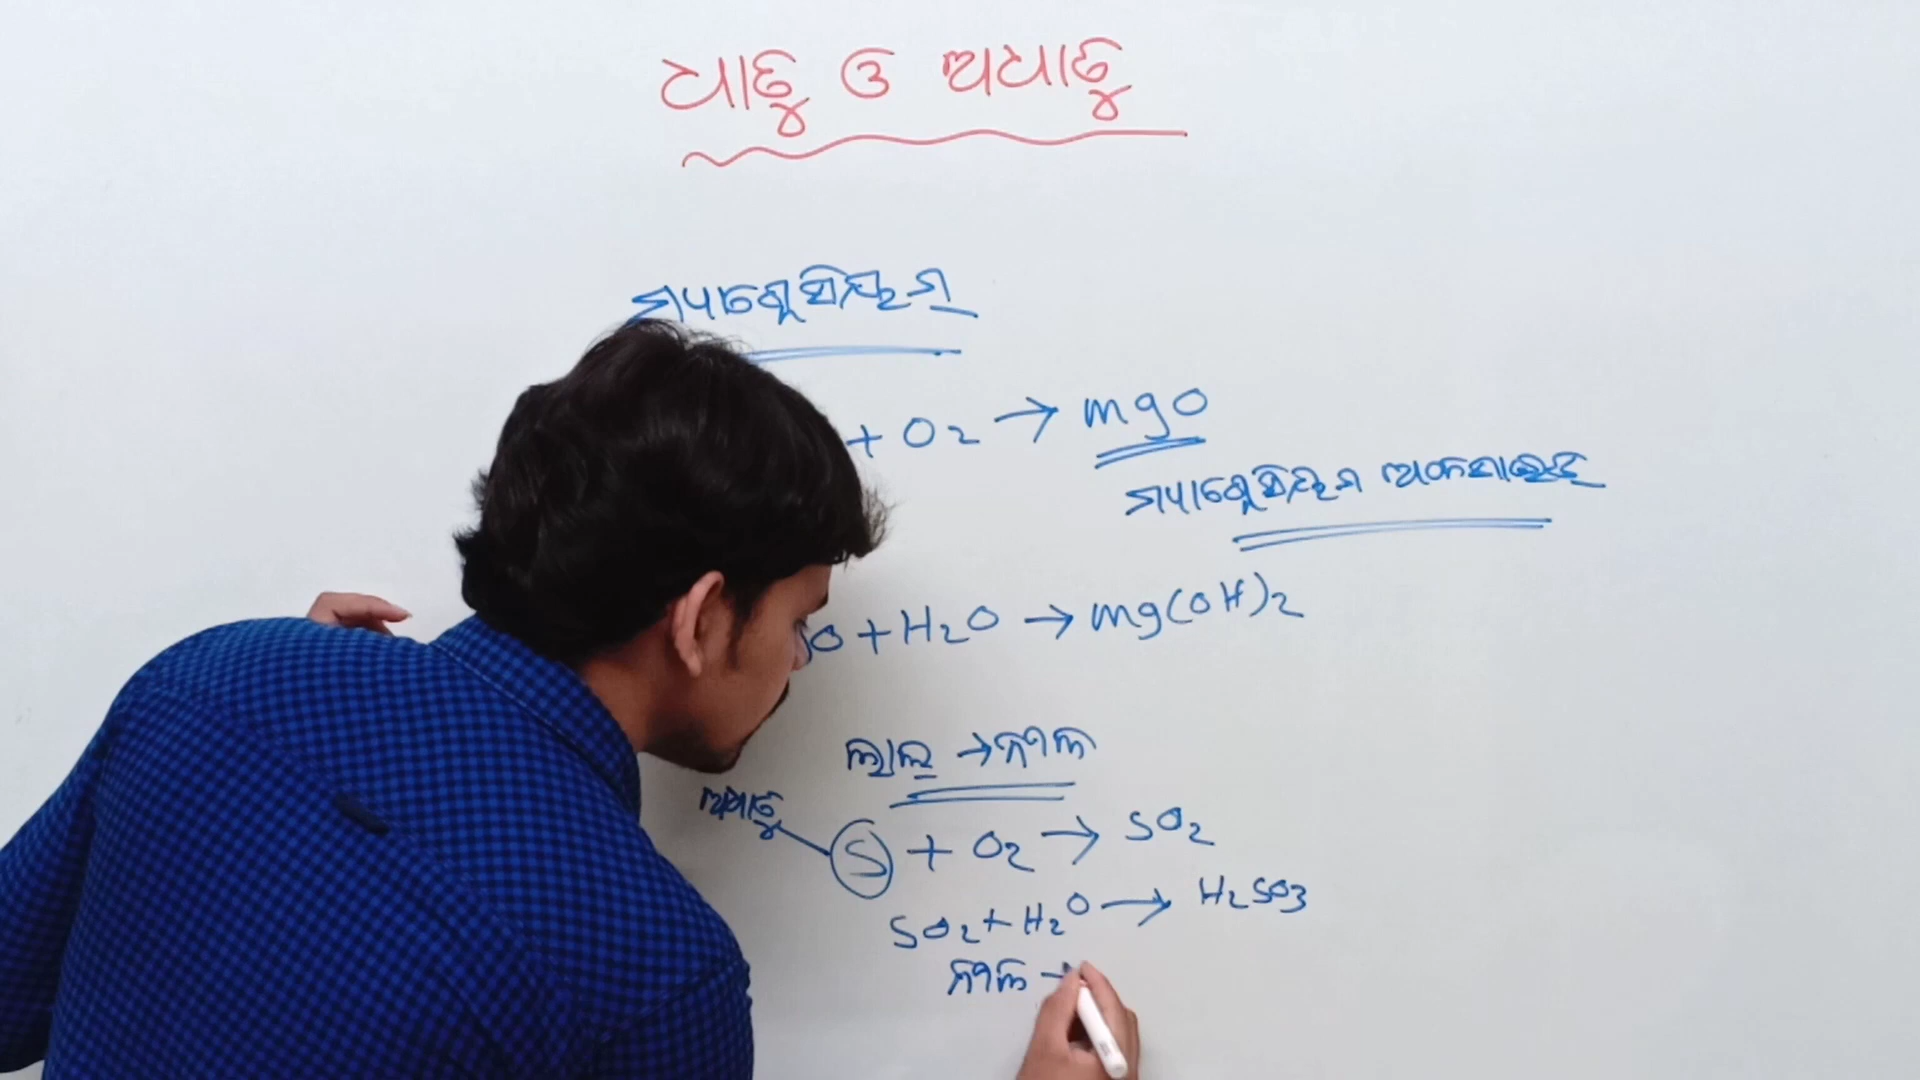 ଧାତୁ ଓ ଅଧାତୁ
ମ୍ୟାଗ୍ନେସିୟମ
+ O2 → mgO
ମ୍ୟାଗ୍ନେସିୟମ ଅକସାଇଡ୍
O + H2O → mg(OH)2
ଲାଲ୍ → ନୀଳ
ଅଧାତୁ
S + O2 → SO2
SO2 + H2O → H2SO3
ନୀଳ -